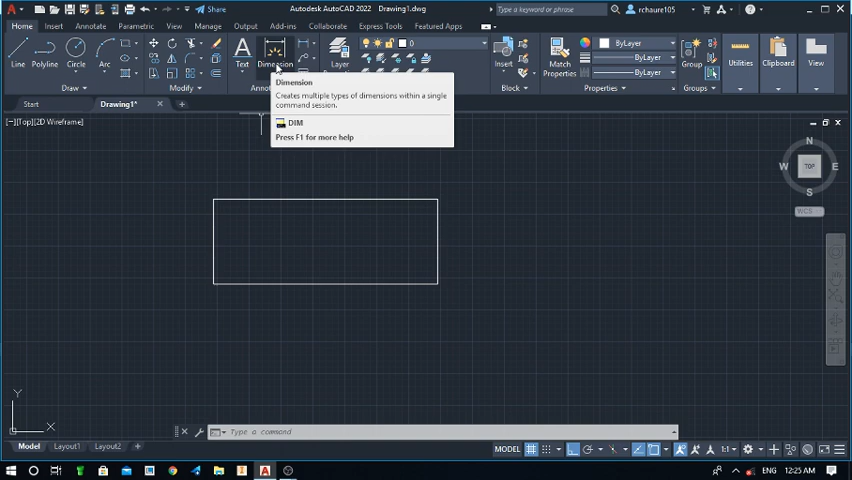 Share
Autodesk AutoCAD 2022 Drawing1.dwg
Type a keyword or phrase
rchaure105
Home Insert Annotate Parametric View Manage Output Add-ins Collaborate Express Tools Featured Apps
Line Polyline Circle Arc
Text Dimension
Layer
0
Insert
Match
Properties
ByLayer
ByLayer
ByLayer
Group
Utilities
Clipboard
View
Draw
Modify
Block
Properties
Groups
Dimension
Creates multiple types of dimensions within a single
command session.
DIM
Press F1 for more help
Start Drawing1*
[−][Top][2D Wireframe]
N
W TOP E
S
WCS
Y
X
Type a command
Model Layout1 Layout2 +
MODEL 1:1
ENG 12:25 AM